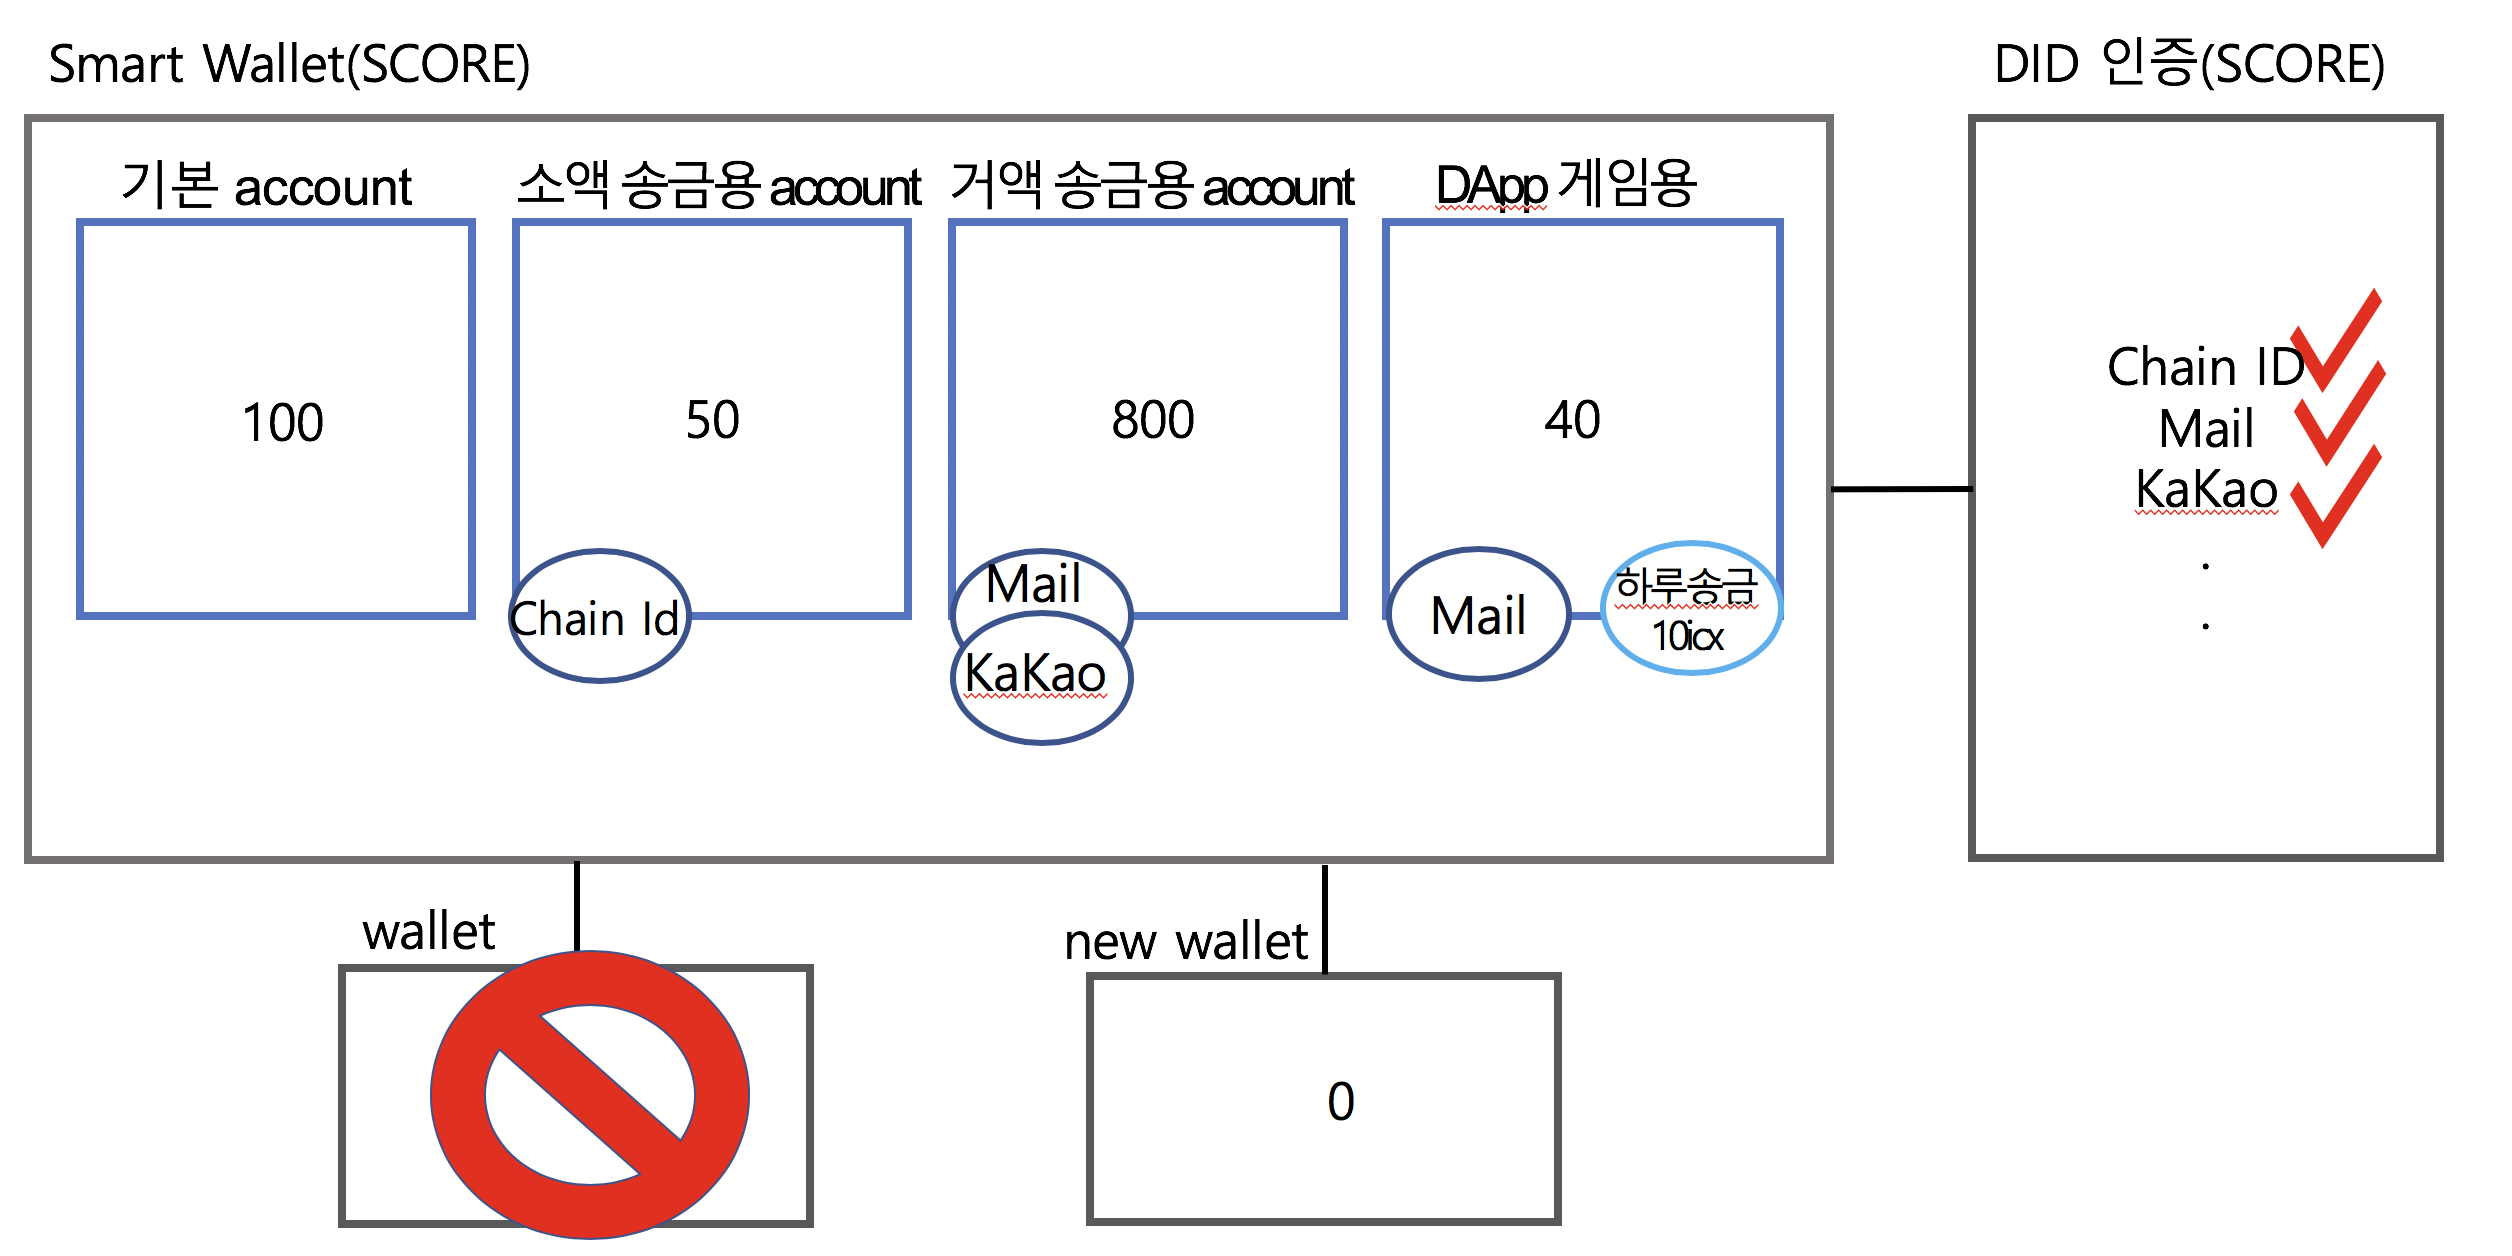 Smart Wallet(SCORE)
DID 인증(SCORE)
기본 account
소액 송금용 account
거액 송금용 account
DApp 게임용
100
50
800
40
Chain Id
Mail
KaKao
Mail
하루송금
10icx
Chain ID
Mail
KaKao
.
.
wallet
new wallet
0